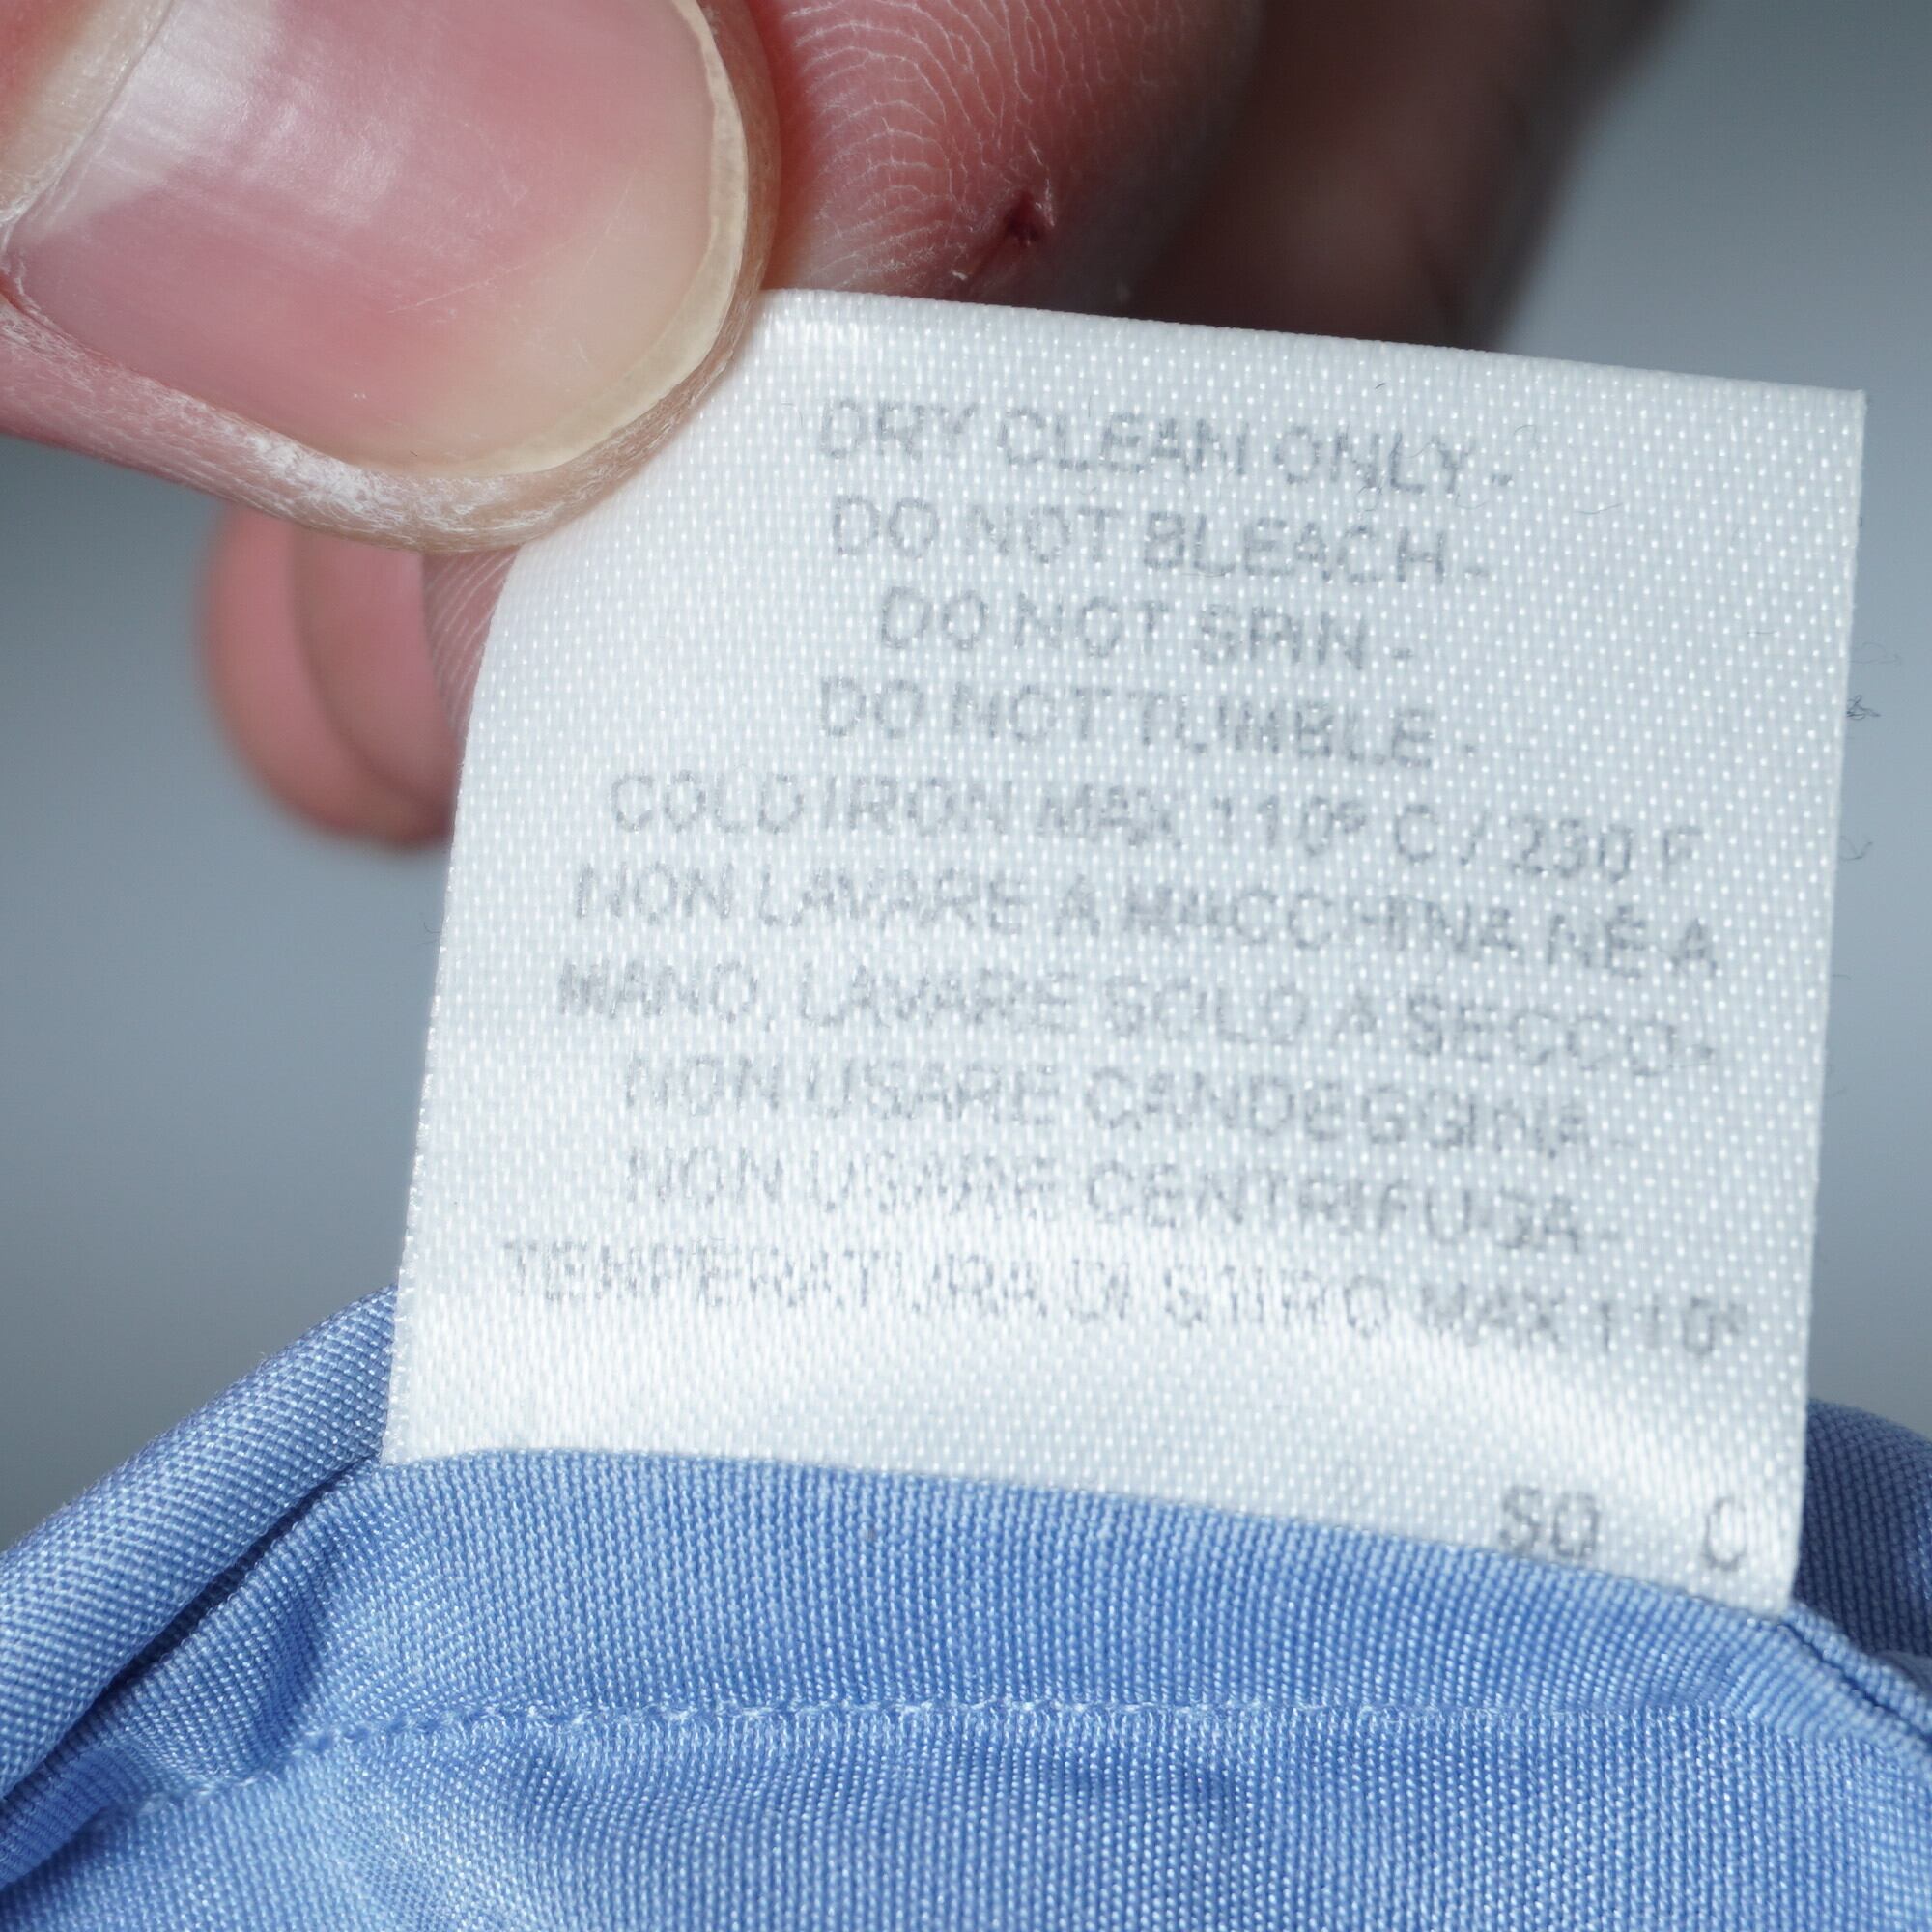 DRY CLEAN ONLY -
DO NOT BLEACH -
DO NOT SPIN -
DO NOT TUMBLE -
COLD IRON MAX 110° C / 230 F
NON LAVARE A MACCHINA NÉ A
MANO, LAVARE SOLO A SECCO -
NON USARE CANDEGGINA -
NON USARE CENTRIFUGA -
TEMPERATURA DI STIRO MAX 110°
SQ C